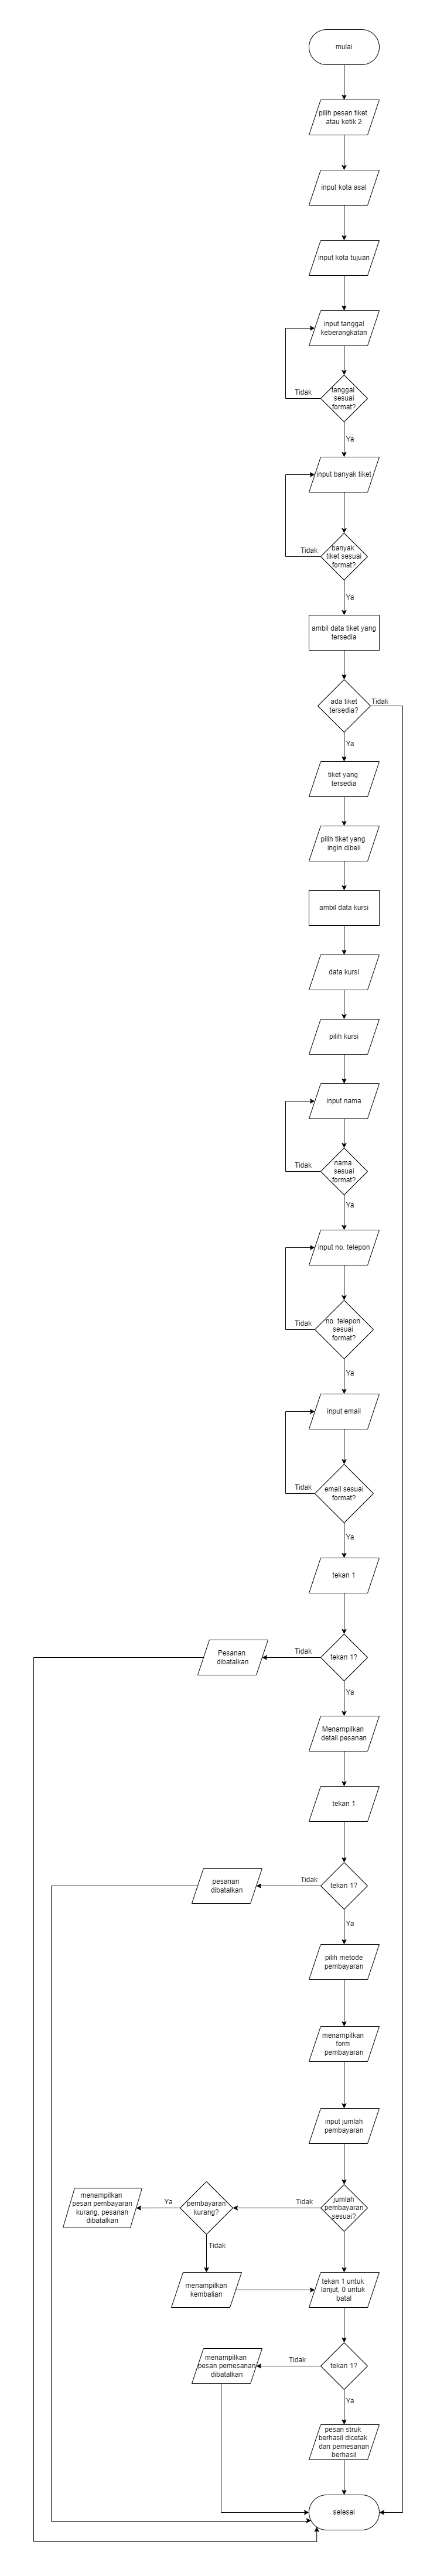 mulai
pilih pesan tiket
atau ketik 2
input kota asal
input kota tujuan
input tanggal
keberangkatan
Tidak
tanggal
sesuai
format?
Ya
input banyak tiket
Tidak
banyak
tiket sesuai
format?
Ya
ambil data tiket yang
tersedia
ada tiket
tersedia?
Tidak
Ya
tiket yang
tersedia
pilih tiket yang
ingin dibeli
ambil data kursi
data kursi
pilih kursi
input nama
Tidak
nama
sesuai
format?
Ya
input no. telepon
Tidak
no. telepon
sesuai
format?
Ya
input email
Tidak
email sesuai
format?
Ya
tekan 1
Pesanan
dibatalkan
Tidak
tekan 1?
Ya
Menampilkan
detail pesanan
tekan 1
pesanan
dibatalkan
Tidak
tekan 1?
Ya
pilih metode
pembayaran
menampilkan
form
pembayaran
input jumlah
pembayaran
menampilkan
pesan pembayaran
kurang, pesanan
dibatalkan
Ya
pembayaran
kurang?
Tidak
jumlah
pembayaran
sesuai?
Tidak
menampilkan
kembalian
tekan 1 untuk
lanjut, 0 untuk
batal
menampilkan
pesan pemesanan
dibatalkan
Tidak
tekan 1?
Ya
pesan struk
berhasil dicetak
dan pemesanan
berhasil
selesai